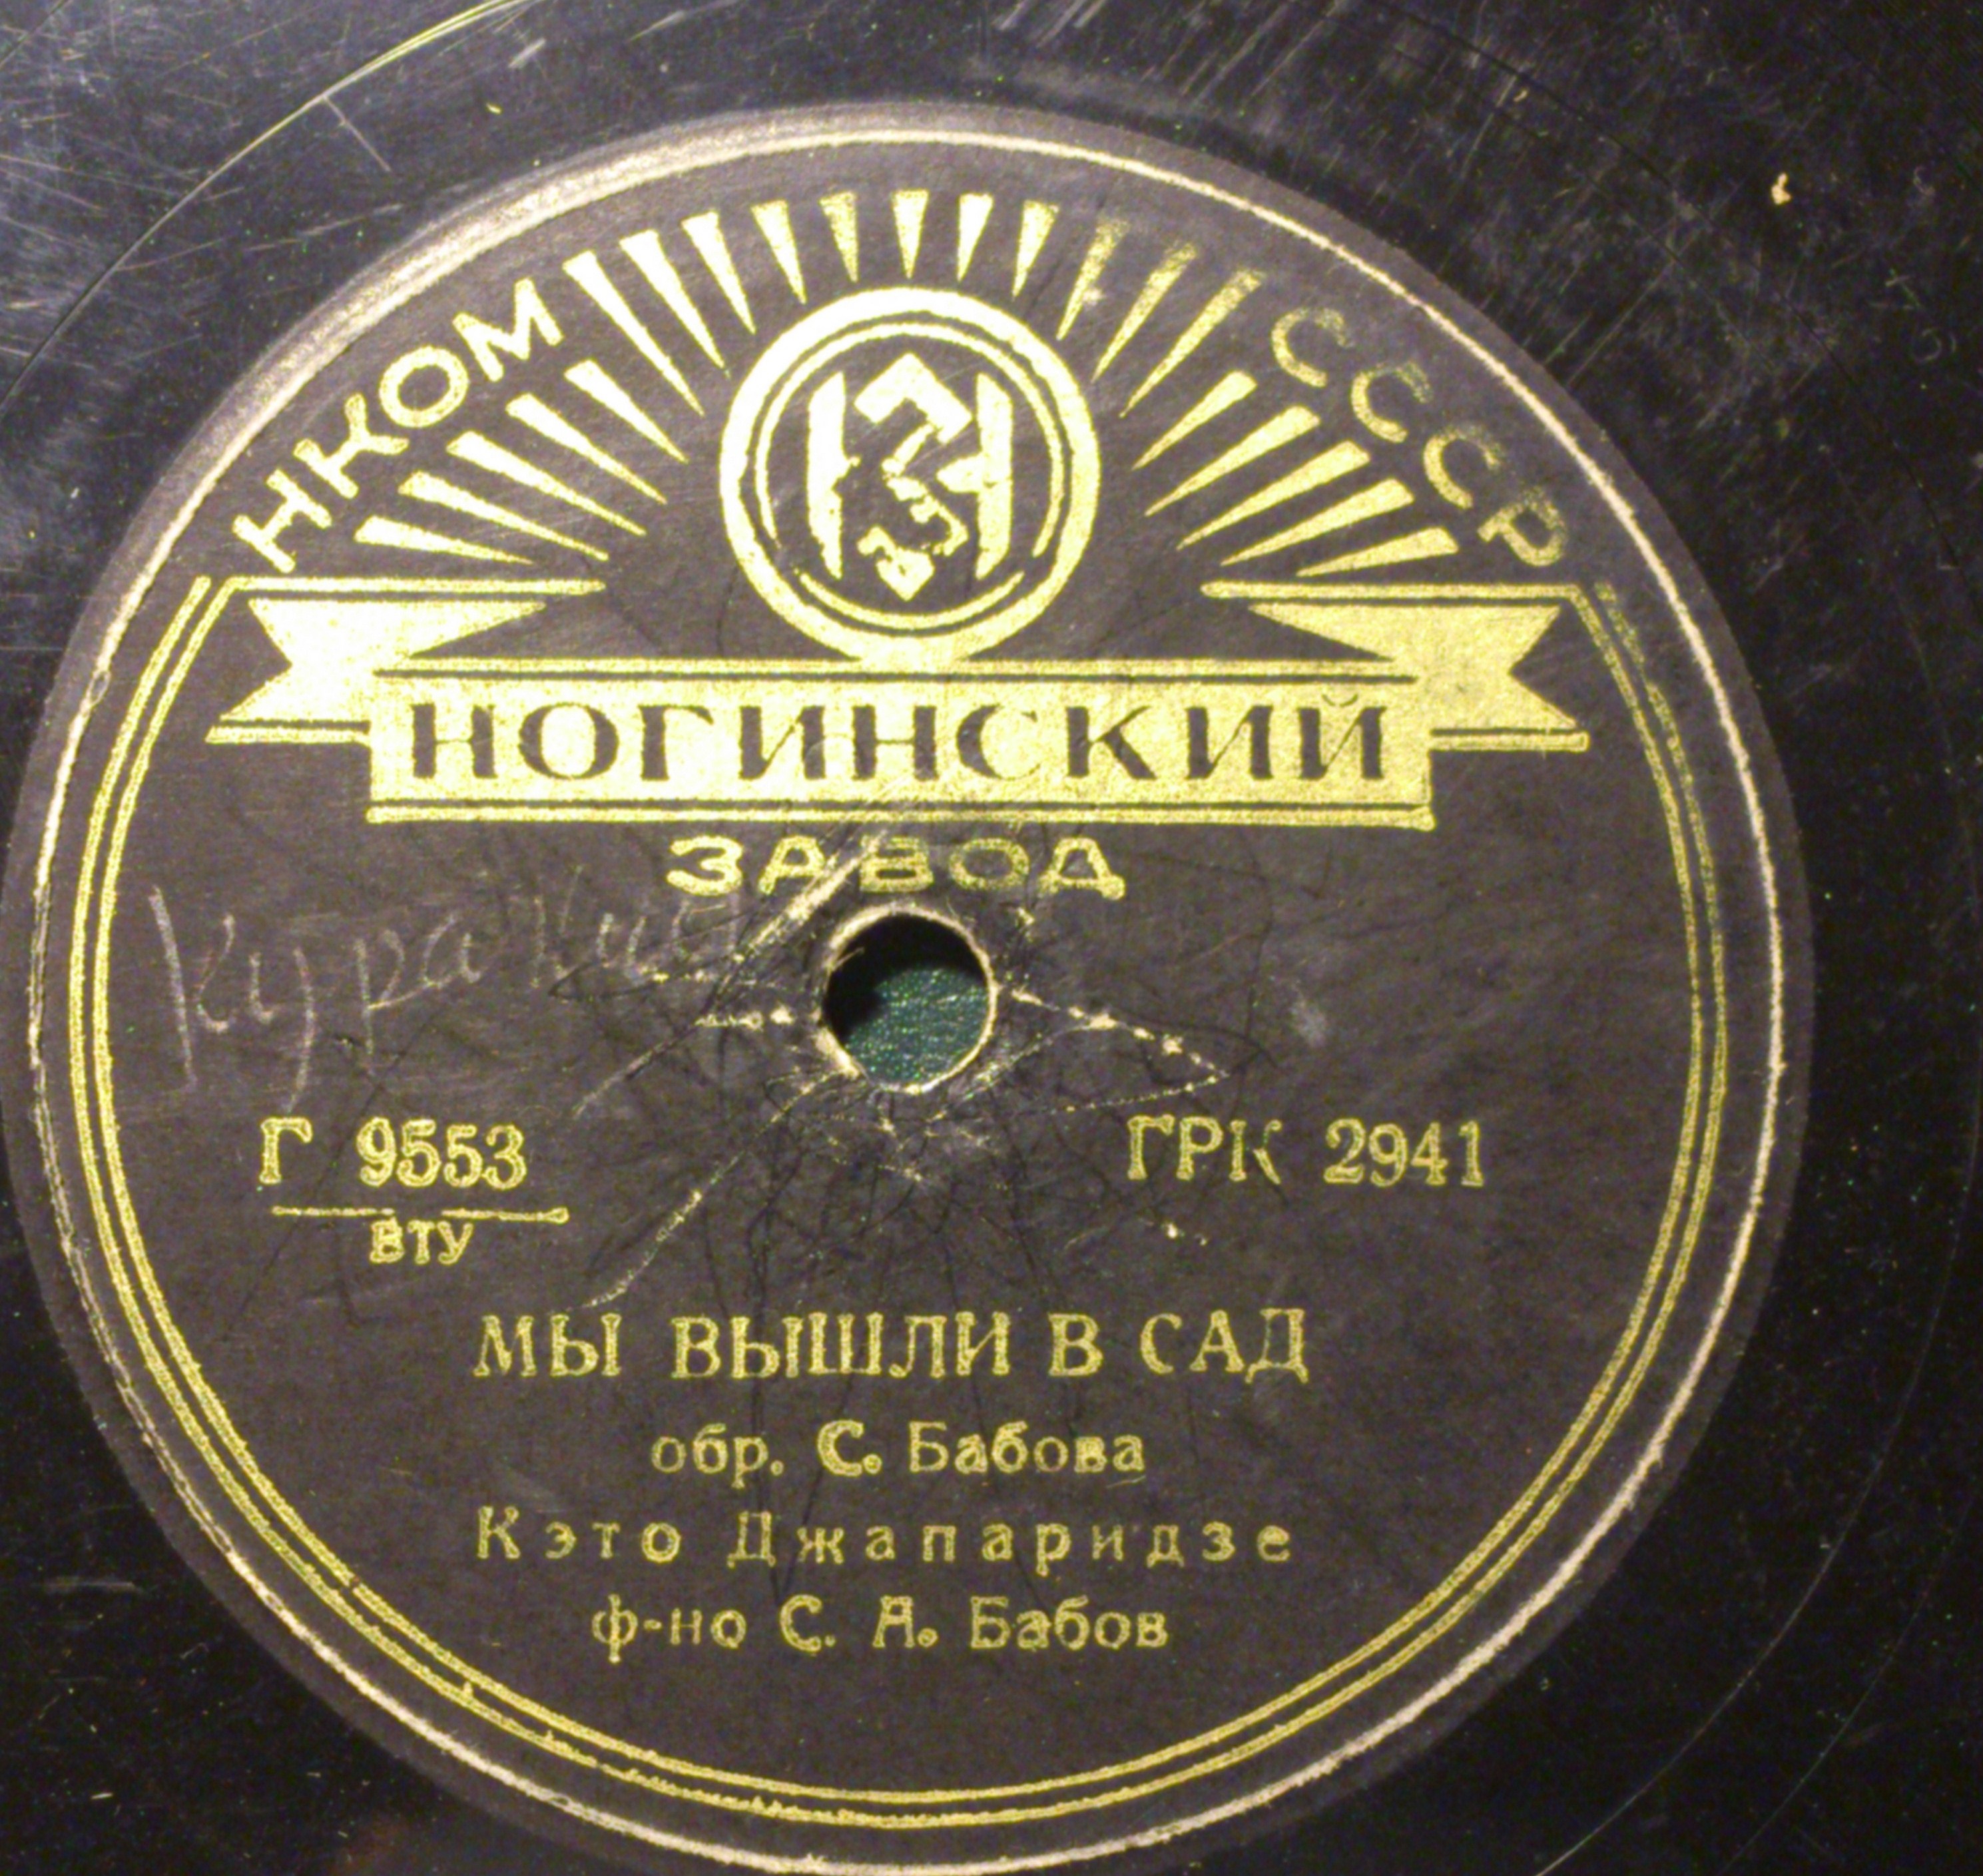 НКОМ СССР
НОГИНСКИЙ
ЗАВОД
Г 9553 ГРК 2941
ВТУ
МЫ ВЫШЛИ В САД
обр. С. Бабова
Кэто Джапаридзе
ф-но С. А. Бабов